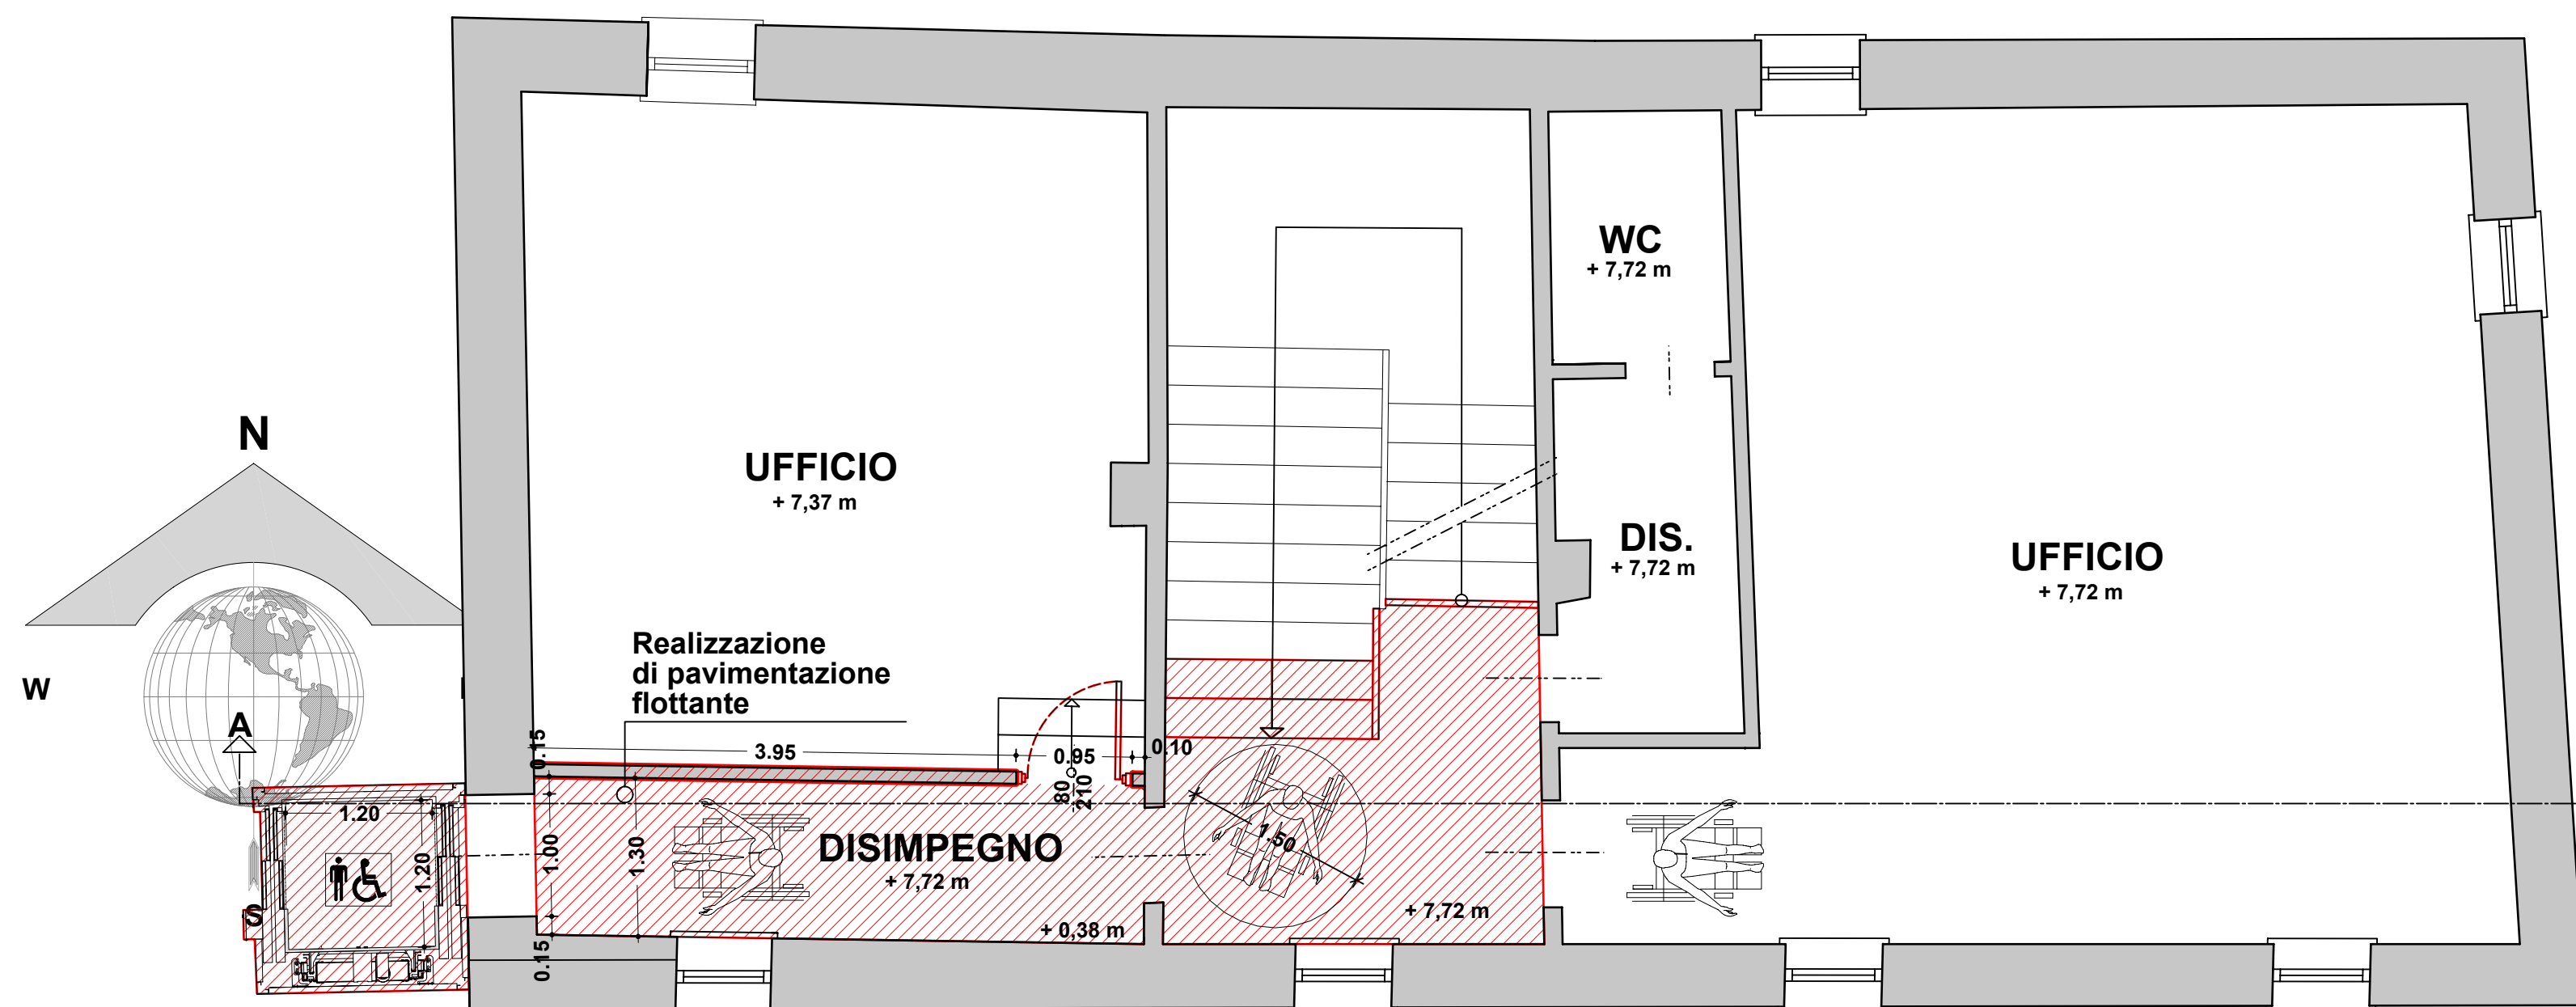 WC
+ 7,72 m
N
UFFICIO
+ 7,37 m
DIS.
+ 7,72 m
UFFICIO
+ 7,72 m
Realizzazione
di pavimentazione
flottante
W
A
0.15
3.95
0.95
0.10
80
210
1.20
1.20
1.00
1.30
DISIMPEGNO
+ 7,72 m
1.50
+ 7,72 m
S
+ 0,38 m
0.15